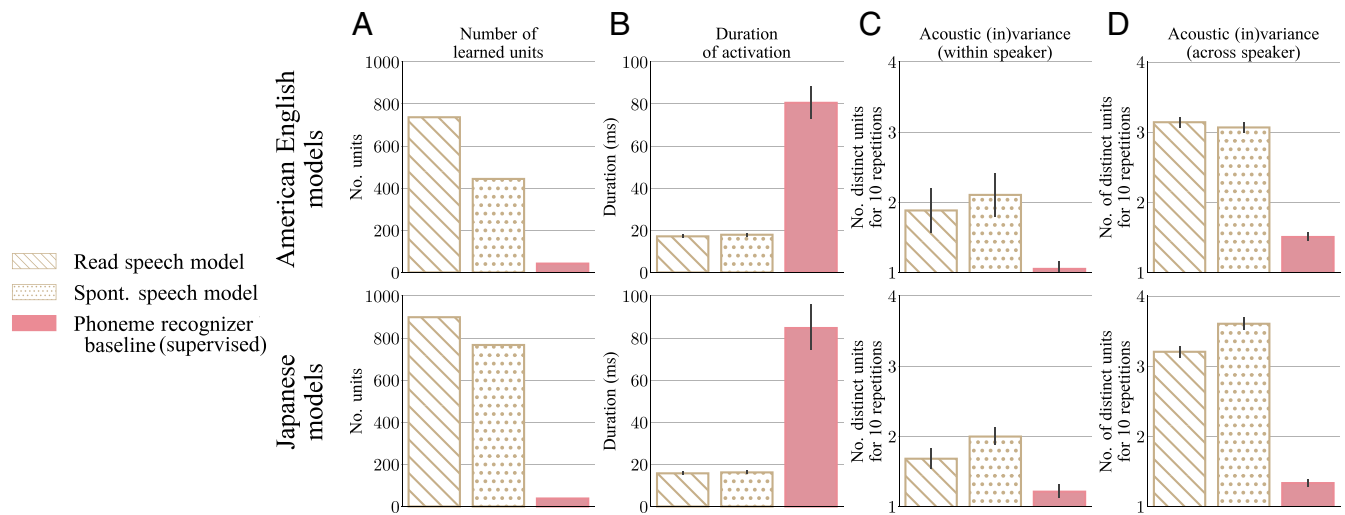 A
Number of
learned units
B
Duration
of activation
C
Acoustic (in)variance
(within speaker)
D
Acoustic (in)variance
(across speaker)
American English
models
No. units
1000
800
600
400
200
0
Duration (ms)
100
80
60
40
20
0
No. distinct units
for 10 repetitions
4
3
2
1
No. of distinct units
for 10 repetitions
4
3
2
1
Read speech model
Spont. speech model
Phoneme recognizer
baseline (supervised)
Japanese
models
No. units
1000
800
600
400
200
0
Duration (ms)
100
80
60
40
20
0
No. distinct units
for 10 repetitions
4
3
2
1
No. of distinct units
for 10 repetitions
4
3
2
1